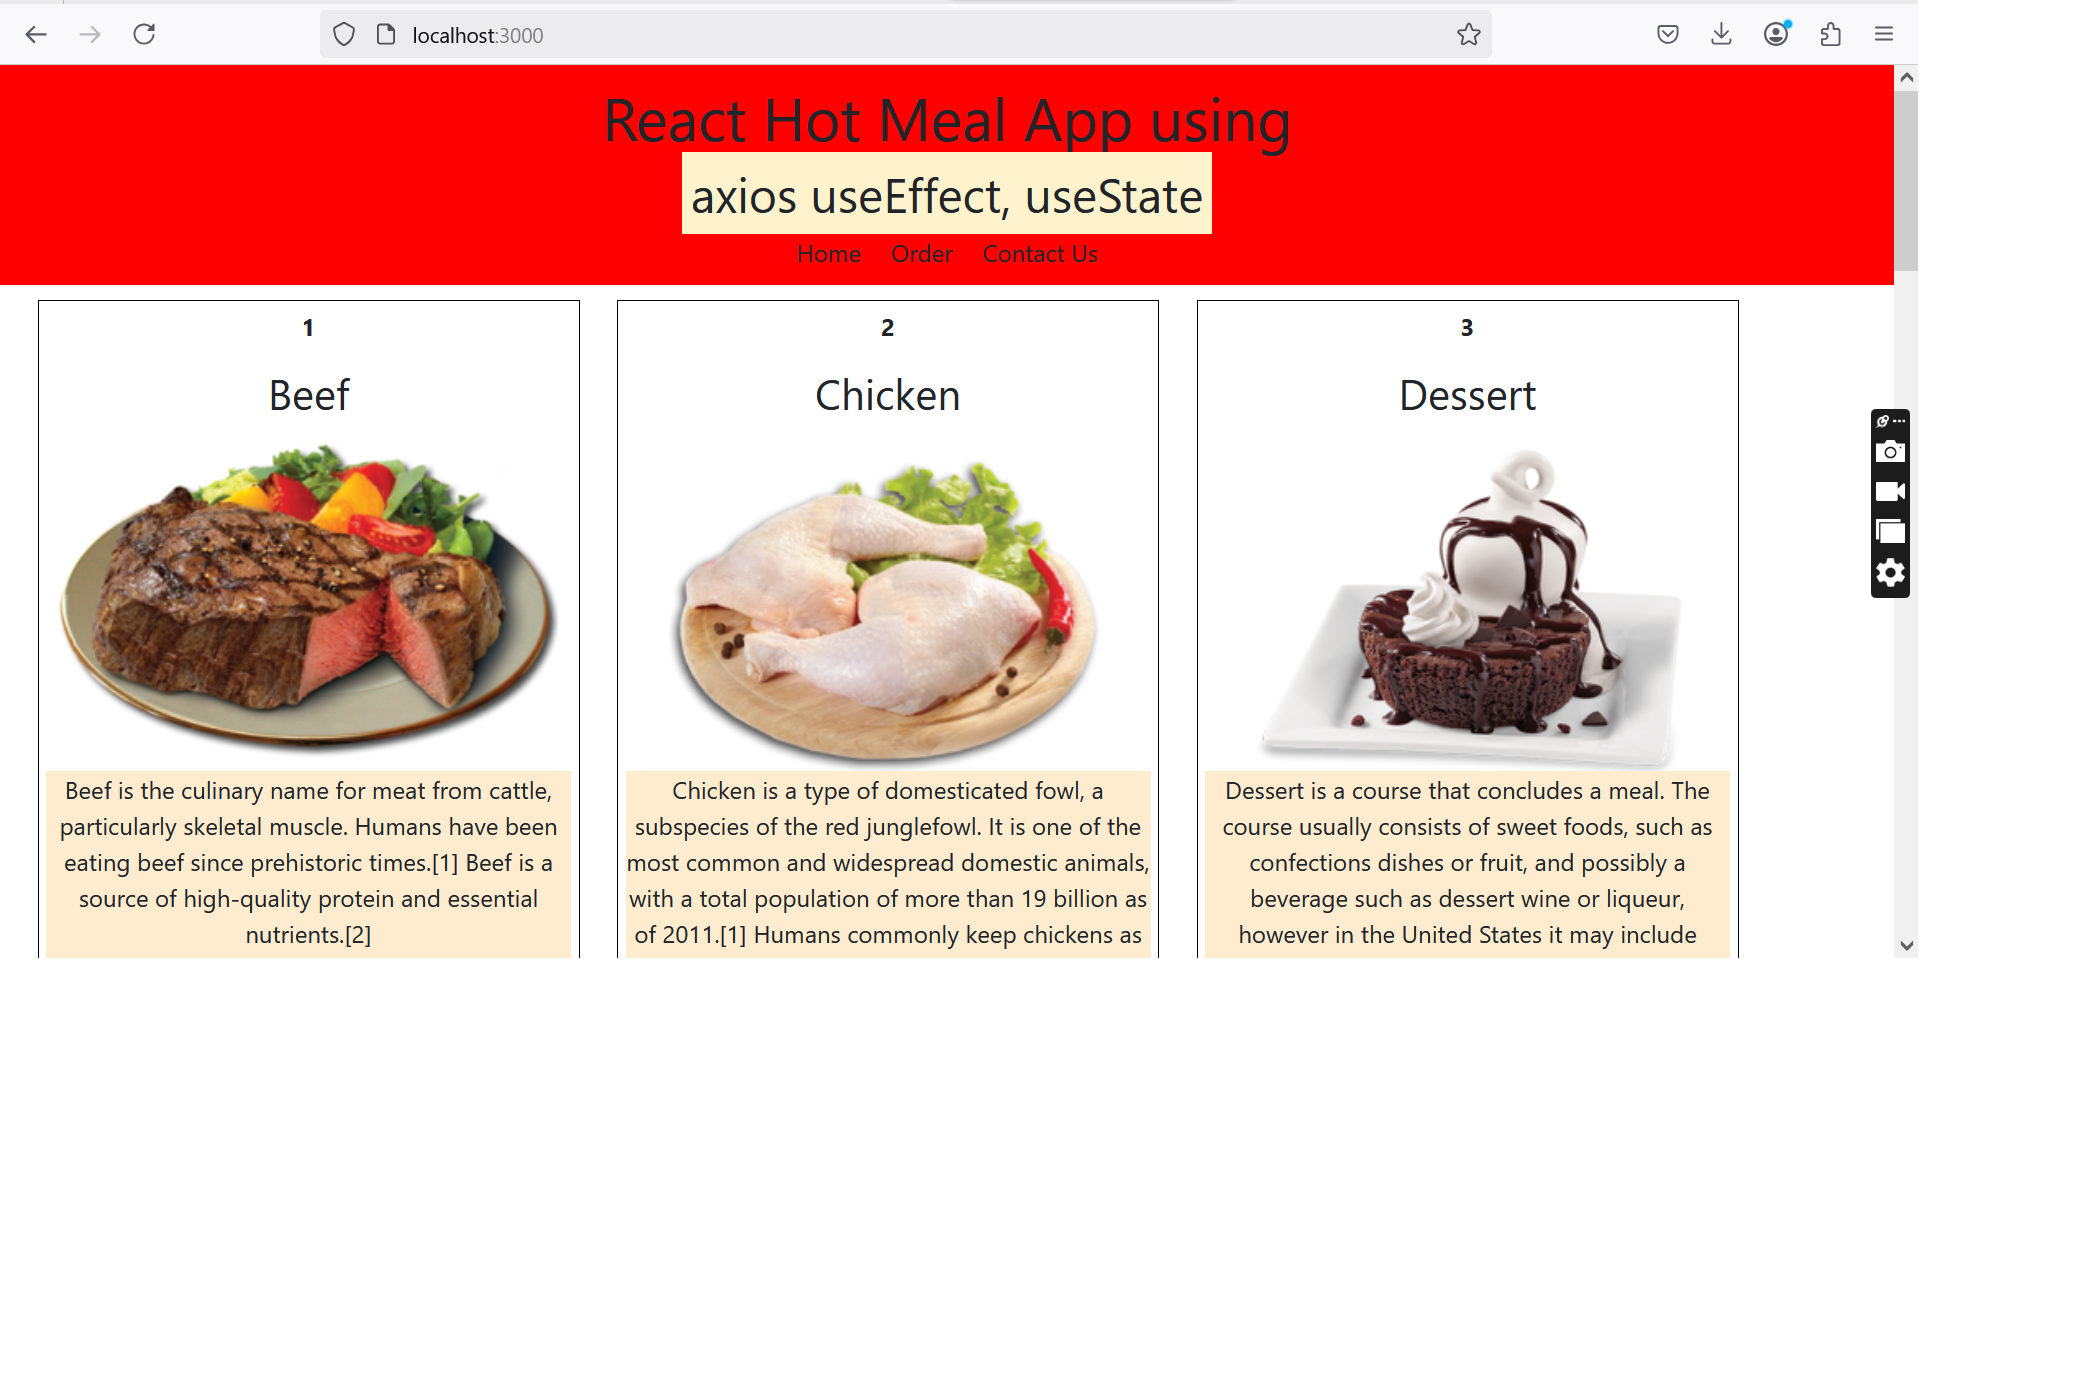 localhost:3000
React Hot Meal App using
axios useEffect, useState
Home Order Contact Us
1
Beef
Beef is the culinary name for meat from cattle,
particularly skeletal muscle. Humans have been
eating beef since prehistoric times.[1] Beef is a
source of high-quality protein and essential
nutrients.[2]
2
Chicken
Chicken is a type of domesticated fowl, a
subspecies of the red junglefowl. It is one of the
most common and widespread domestic animals,
with a total population of more than 19 billion as
of 2011.[1] Humans commonly keep chickens as
3
Dessert
Dessert is a course that concludes a meal. The
course usually consists of sweet foods, such as
confections dishes or fruit, and possibly a
beverage such as dessert wine or liqueur,
however in the United States it may include